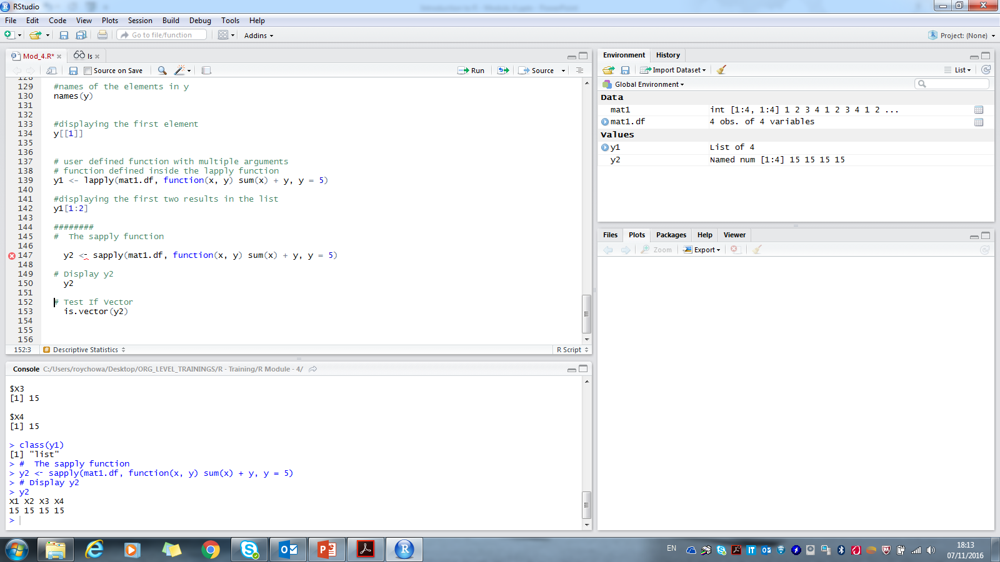 RStudio
File Edit Code View Plots Session Build Debug Tools Help
Go to file/function Addins Project: (None)
Mod_4.R* ls
Source on Save Run Source
128
129 #names of the elements in y
130 names(y)
131
132
133 #displaying the first element
134 y[[1]]
135
136
137 # user defined function with multiple arguments
138 # function defined inside the lapply function
139 y1 <- lapply(mat1.df, function(x, y) sum(x) + y, y = 5)
140
141 #displaying the first two results in the list
142 y1[1:2]
143
144 ########
145 #  The sapply function
146
147 y2 <- sapply(mat1.df, function(x, y) sum(x) + y, y = 5)
148
149 # Display y2
150 y2
151
152 # Test If Vector
153 is.vector(y2)
154
155
156
152:3 # Descriptive Statistics R Script
Console C:/Users/roychowa/Desktop/ORG_LEVEL_TRAININGS/R - Training/R Module - 4/
$X3
[1] 15
$X4
[1] 15
> class(y1)
[1] "list"
> #  The sapply function
> y2 <- sapply(mat1.df, function(x, y) sum(x) + y, y = 5)
> # Display y2
> y2
X1 X2 X3 X4
15 15 15 15
>
Environment History
Import Dataset List
Global Environment
Data
mat1 int [1:4, 1:4] 1 2 3 4 1 2 3 4 1 2 ...
mat1.df 4 obs. of 4 variables
Values
y1 List of 4
y2 Named num [1:4] 15 15 15 15
Files Plots Packages Help Viewer
Zoom Export
EN 18:13
07/11/2016